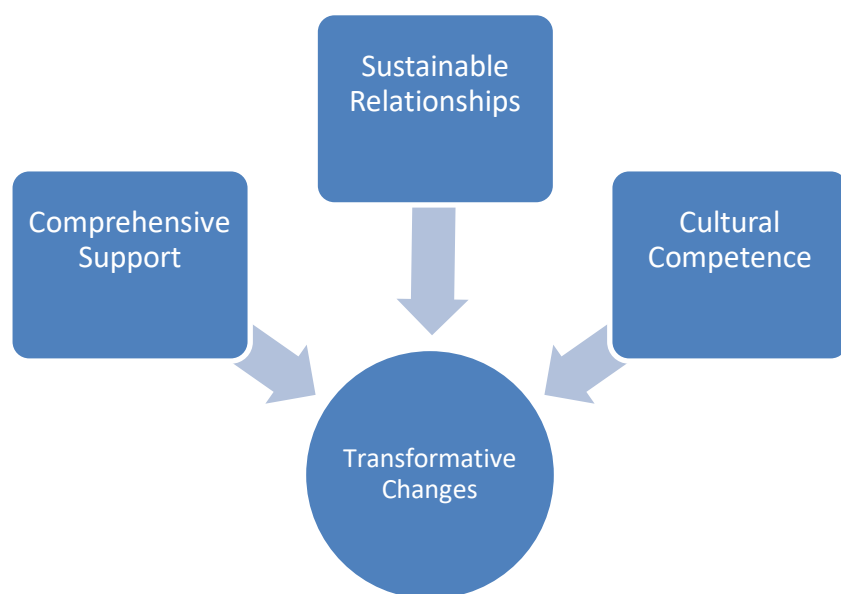 Sustainable
Relationships
Comprehensive
Support
Cultural
Competence
Transformative
Changes